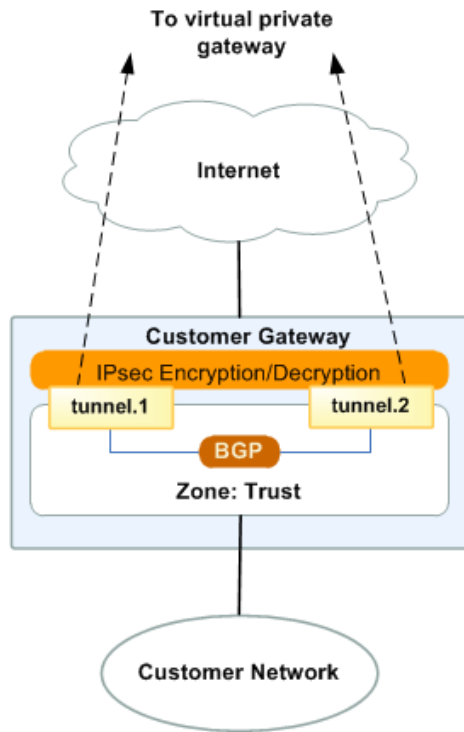 To virtual private
gateway
Internet
Customer Gateway
IPsec Encryption/Decryption
tunnel.1
tunnel.2
BGP
Zone: Trust
Customer Network